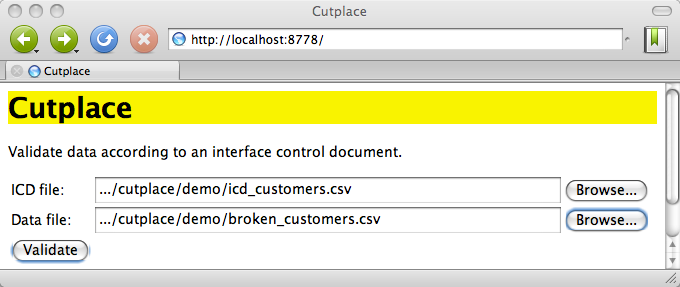 Cutplace
http://localhost:8778/
Cutplace
Cutplace
Validate data according to an interface control document.
ICD file: .../cutplace/demo/icd_customers.csv Browse...
Data file: .../cutplace/demo/broken_customers.csv Browse...
Validate